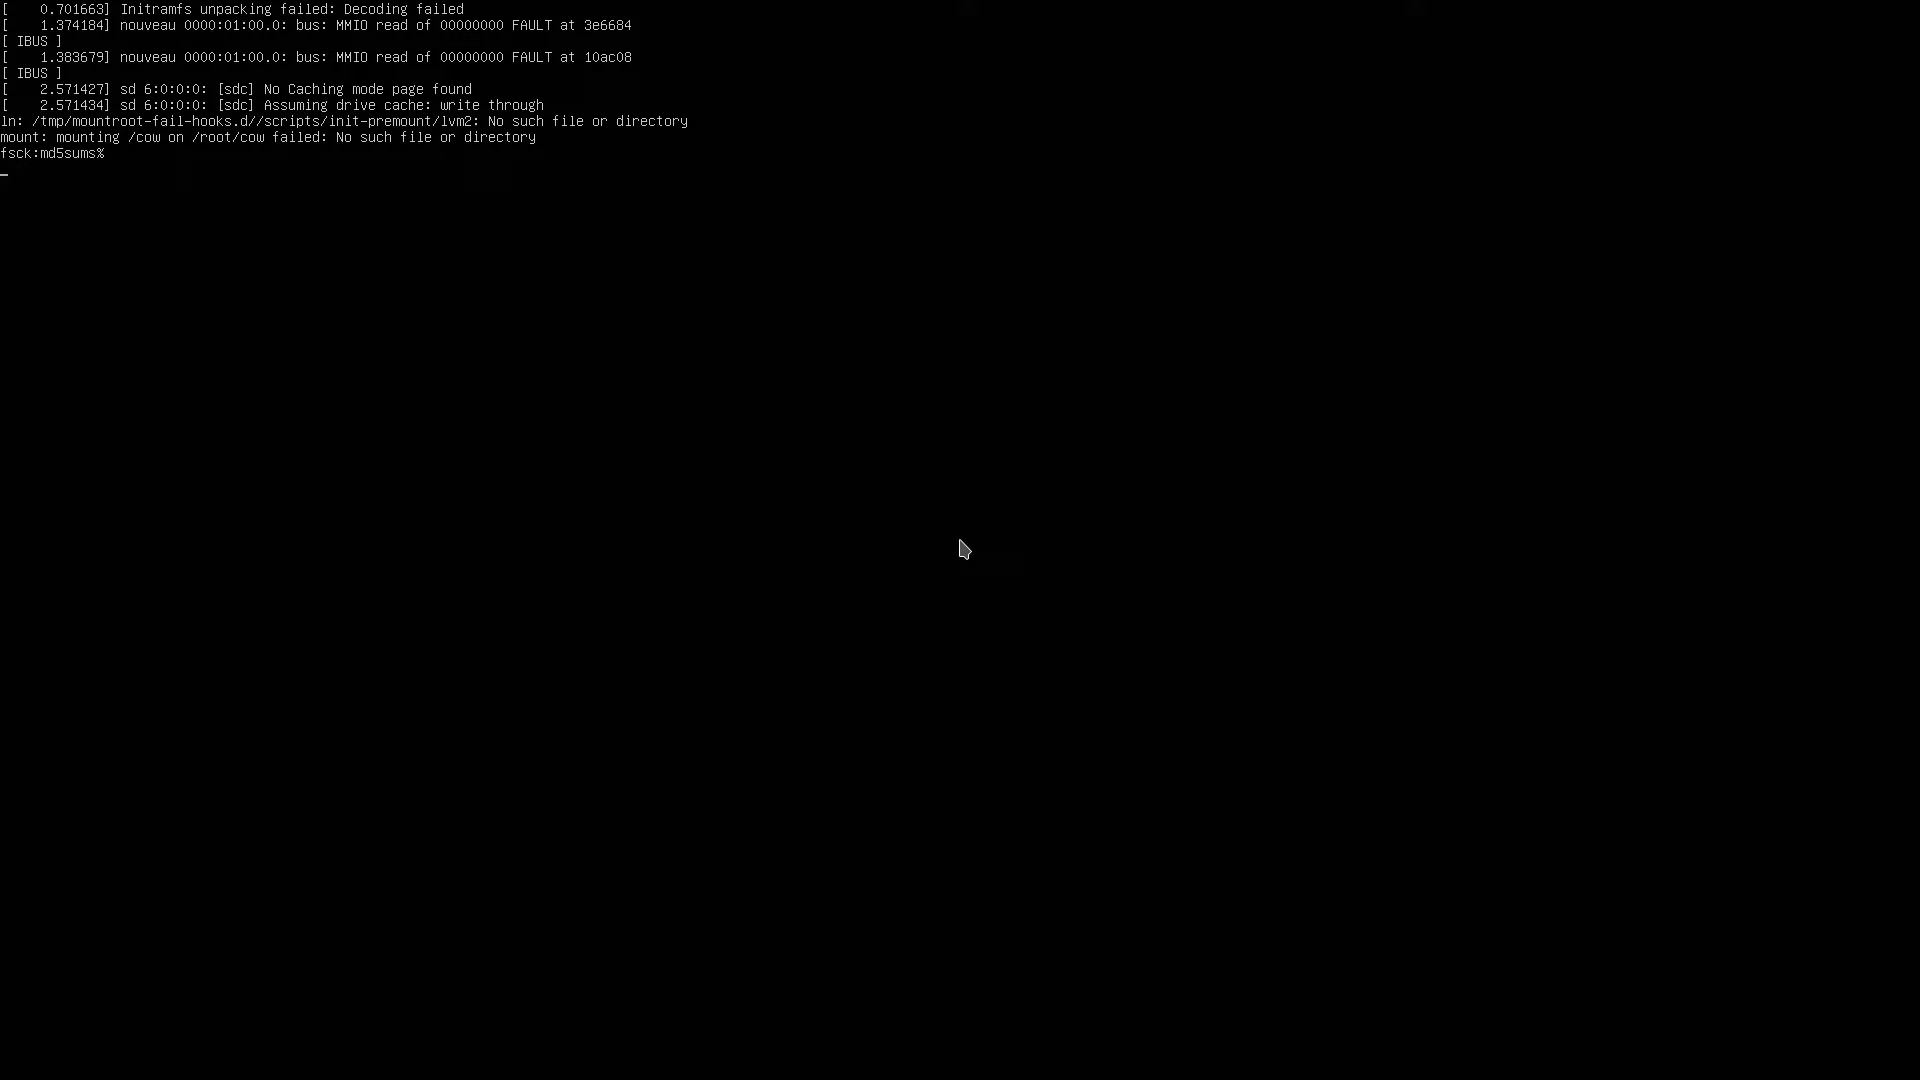 [    0.701663] Initramfs unpacking failed: Decoding failed
[    1.374184] nouveau 0000:01:00.0: bus: MMIO read of 00000000 FAULT at 3e6684
[ IBUS ]
[    1.383679] nouveau 0000:01:00.0: bus: MMIO read of 00000000 FAULT at 10ac08
[ IBUS ]
[    2.571427] sd 6:0:0:0: [sdc] No Caching mode page found
[    2.571434] sd 6:0:0:0: [sdc] Assuming drive cache: write through
ln: /tmp/mountroot-fail-hooks.d//scripts/init-premount/lvm2: No such file or directory
mount: mounting /cow on /root/cow failed: No such file or directory
fsck:md5sums%